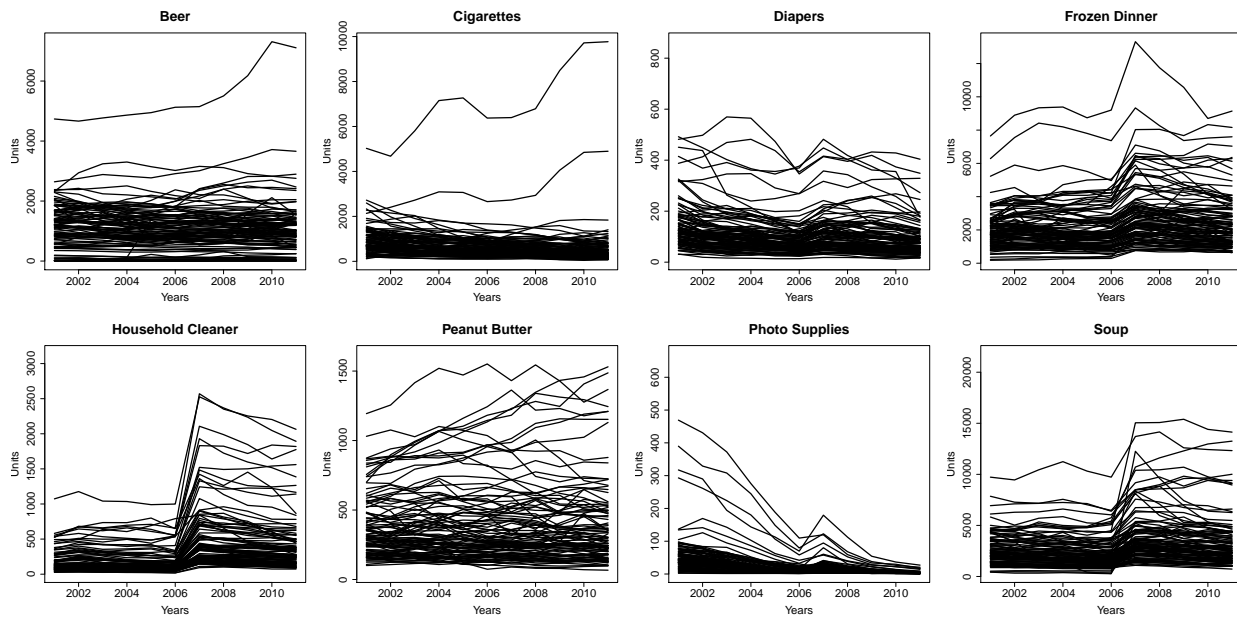 Beer
Units
0 2000 4000 6000
2002 2004 2006 2008 2010
Years
Cigarettes
Units
0 2000 4000 6000 8000 10000
2002 2004 2006 2008 2010
Years
Diapers
Units
0 200 400 600 800
2002 2004 2006 2008 2010
Years
Frozen Dinner
Units
0 2000 6000 10000
2002 2004 2006 2008 2010
Years
Household Cleaner
Units
0 500 1000 1500 2000 2500 3000
2002 2004 2006 2008 2010
Years
Peanut Butter
Units
0 500 1000 1500
2002 2004 2006 2008 2010
Years
Photo Supplies
Units
0 100 200 300 400 500 600
2002 2004 2006 2008 2010
Years
Soup
Units
0 5000 10000 15000 20000
2002 2004 2006 2008 2010
Years